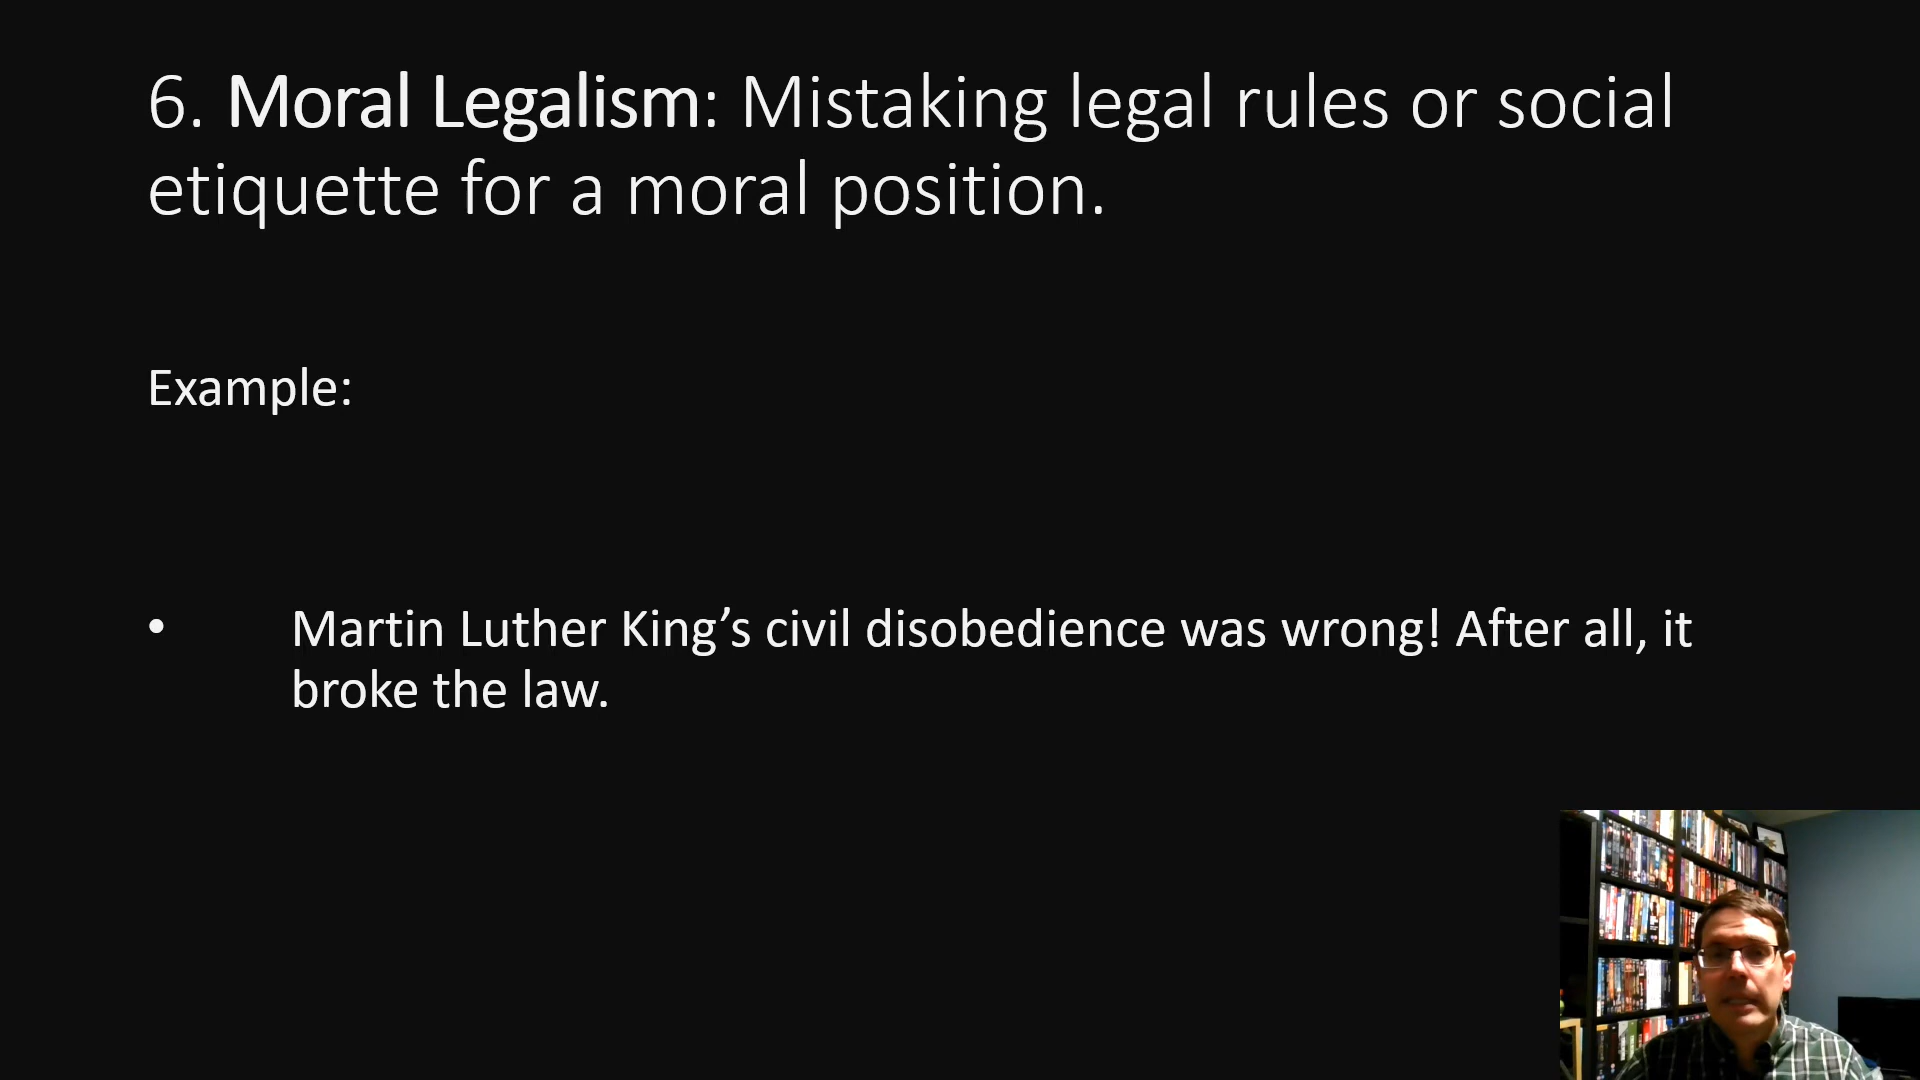 6. Moral Legalism: Mistaking legal rules or social
etiquette for a moral position.
Example:
• Martin Luther King’s civil disobedience was wrong! After all, it
broke the law.